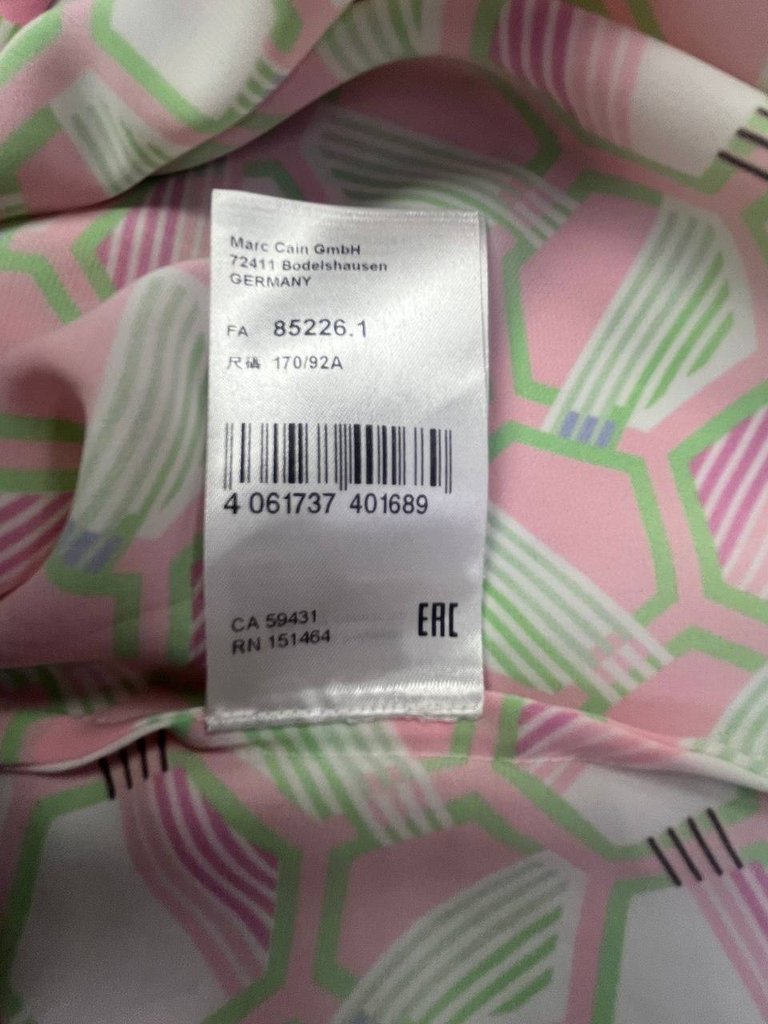 Marc Cain GmbH
72411 Bodelshausen
GERMANY
FA 85226.1
尺碼 170/92A
4 061737 401689
CA 59431
RN 151464
EAC